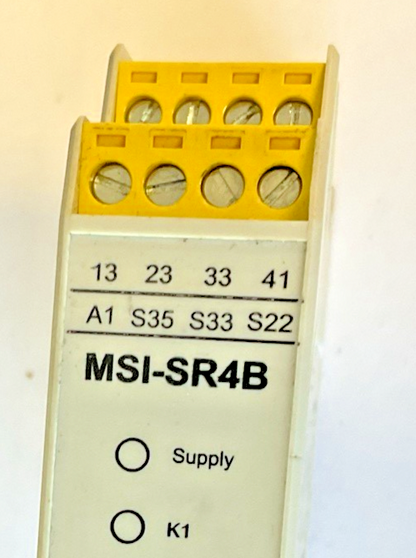 13 23 33 41
A1 S35 S33 S22
MSI-SR4B
Supply
K1